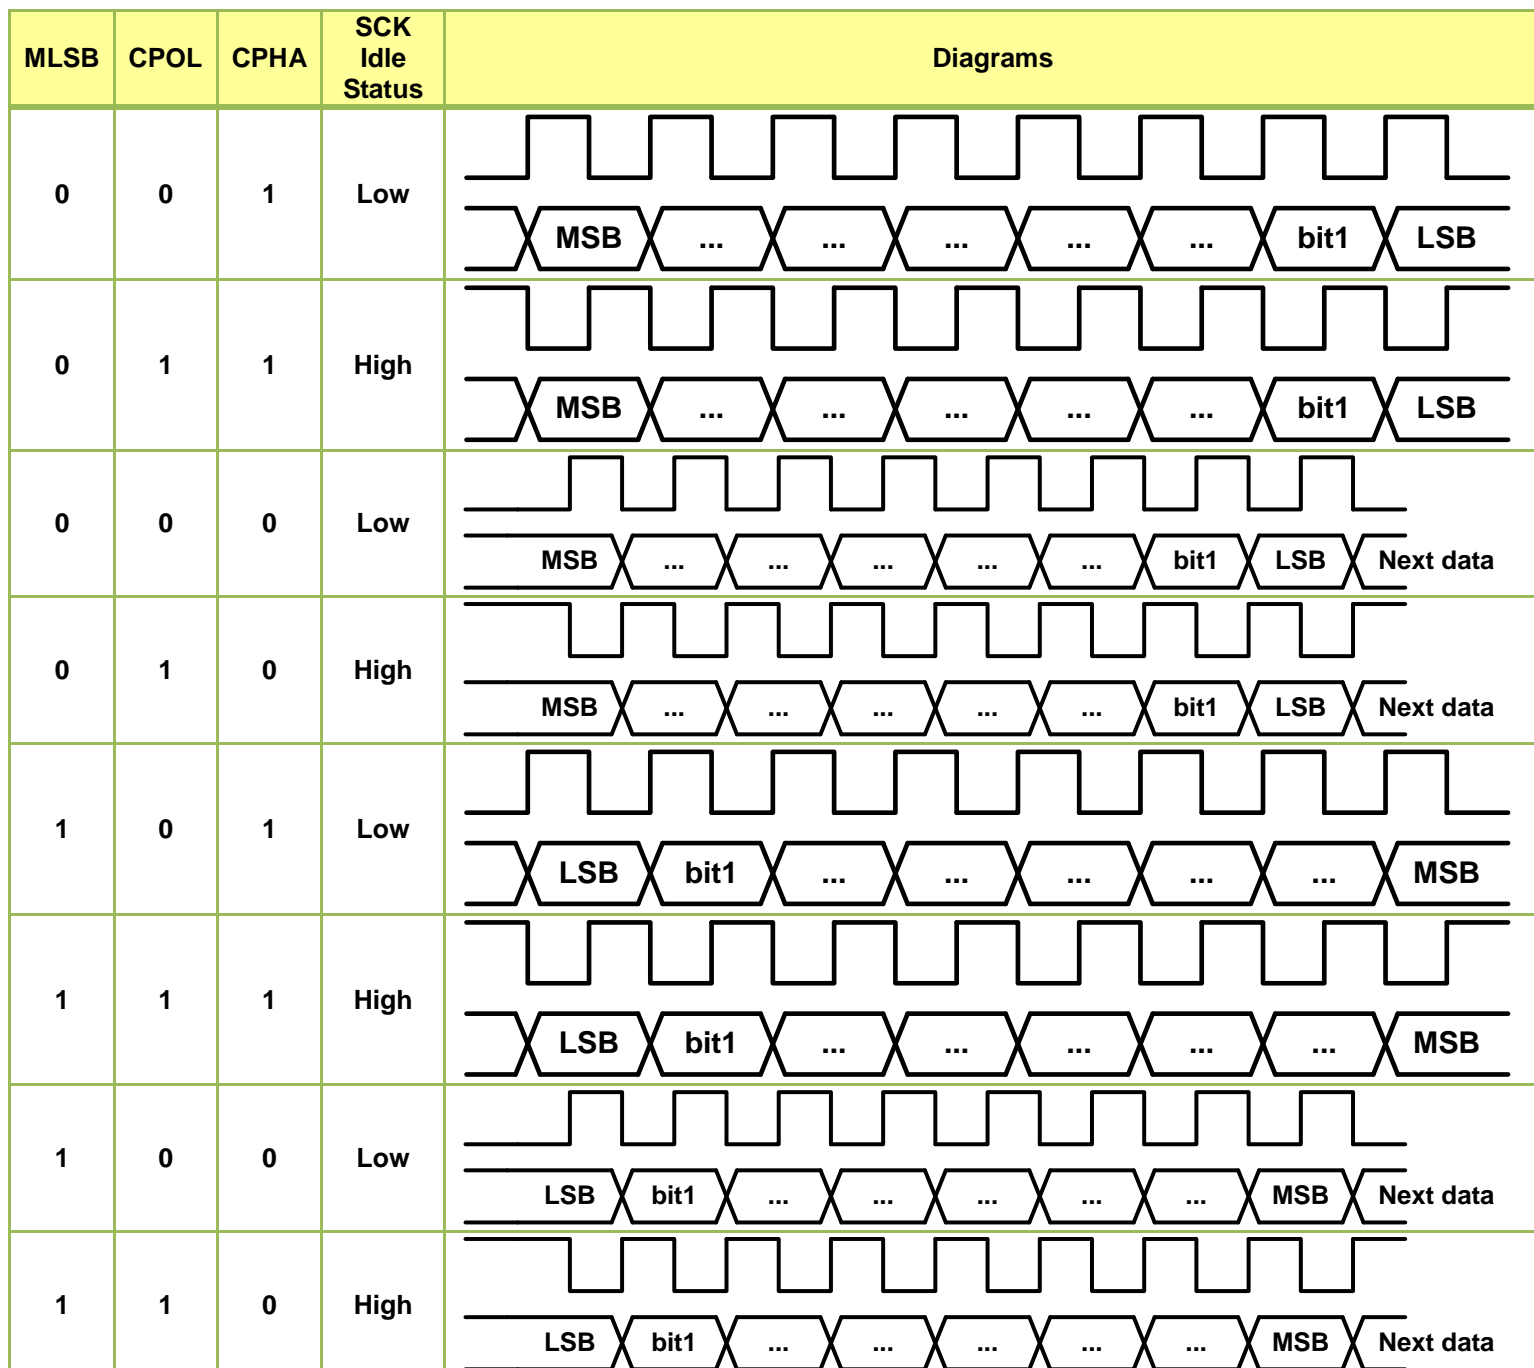 MLSB CPOL CPHA SCK Idle Status Diagrams
0 0 1 Low
MSB ... ... ... ... ... bit1 LSB
0 1 1 High
MSB ... ... ... ... ... bit1 LSB
0 0 0 Low
MSB ... ... ... ... ... bit1 LSB Next data
0 1 0 High
MSB ... ... ... ... ... bit1 LSB Next data
1 0 1 Low
LSB bit1 ... ... ... ... ... MSB
1 1 1 High
LSB bit1 ... ... ... ... ... MSB
1 0 0 Low
LSB bit1 ... ... ... ... ... MSB Next data
1 1 0 High
LSB bit1 ... ... ... ... ... MSB Next data